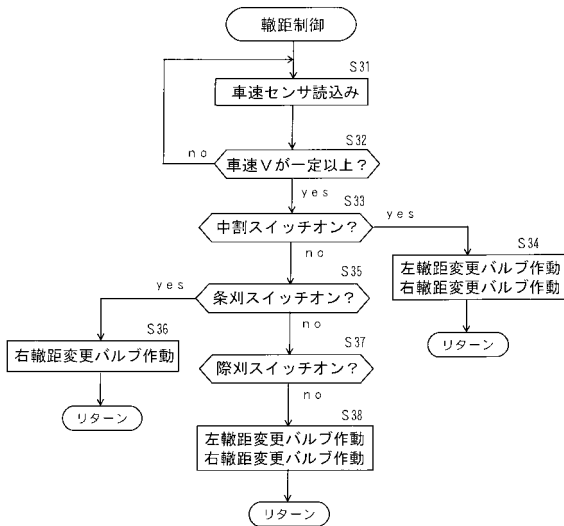 轍距制御
S31
車速センサ読込み
S32
車速Vが一定以上?
no
yes
S33
中割スイッチオン?
yes
no
S34
左轍距変更バルブ作動
右轍距変更バルブ作動
リターン
S35
条刈スイッチオン?
yes
no
S36
右轍距変更バルブ作動
リターン
S37
際刈スイッチオン?
no
S38
左轍距変更バルブ作動
右轍距変更バルブ作動
リターン